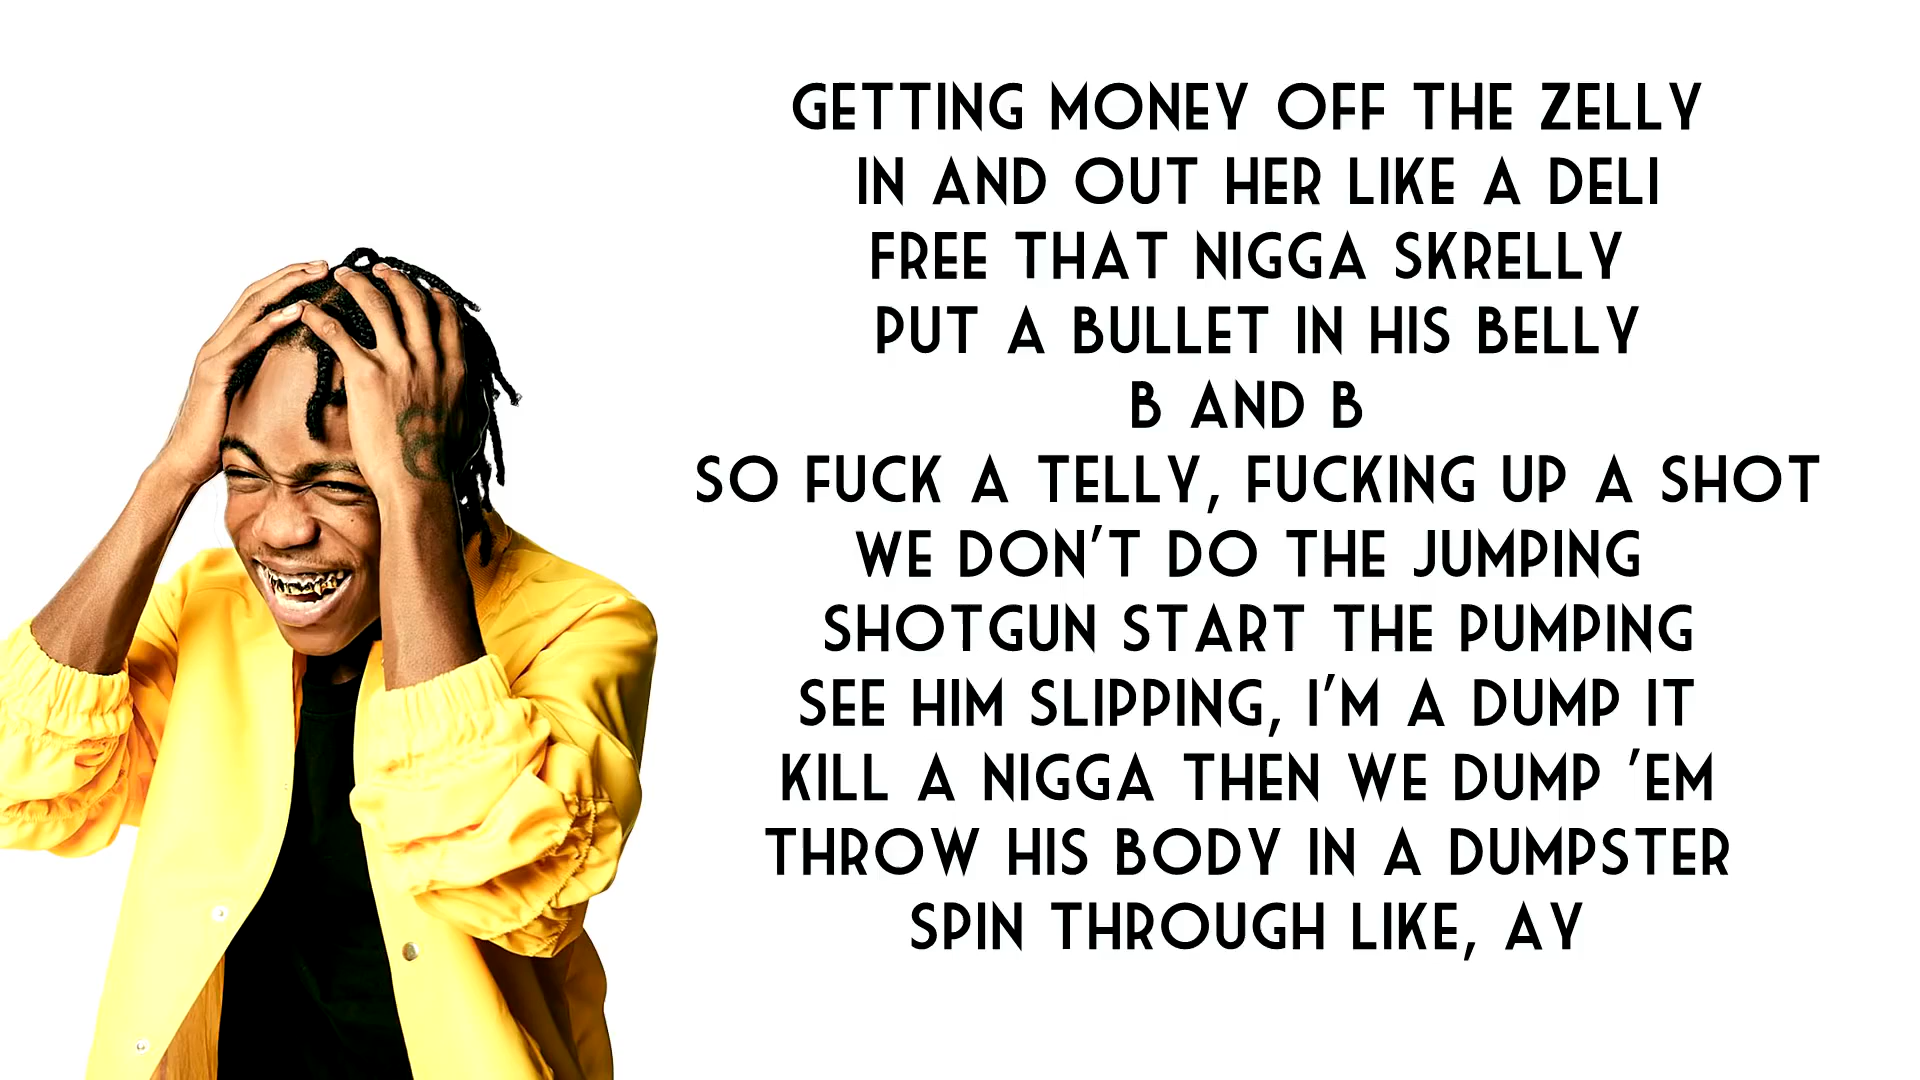 GETTING MONEY OFF THE ZELLY
IN AND OUT HER LIKE A DELI
FREE THAT NIGGA SKRELLY
PUT A BULLET IN HIS BELLY
B AND B
SO FUCK A TELLY, FUCKING UP A SHOT
WE DON'T DO THE JUMPING
SHOTGUN START THE PUMPING
SEE HIM SLIPPING, I'M A DUMP IT
KILL A NIGGA THEN WE DUMP 'EM
THROW HIS BODY IN A DUMPSTER
SPIN THROUGH LIKE, AY